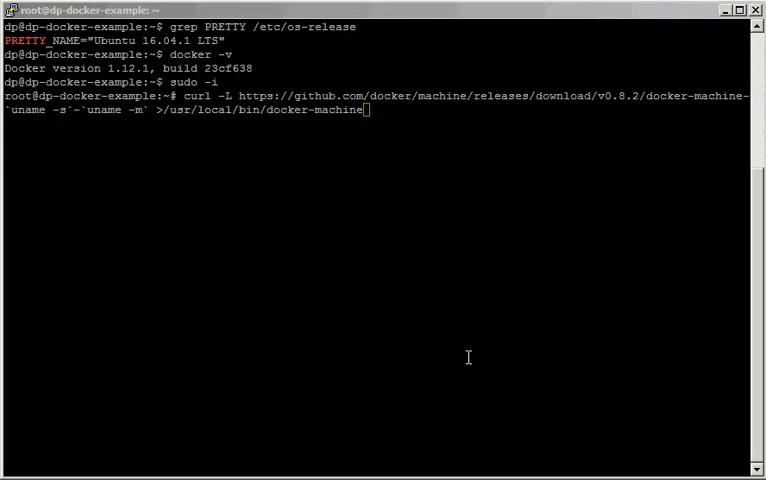 root@dp-docker-example: ~
dp@dp-docker-example:~$ grep PRETTY /etc/os-release
PRETTY_NAME="Ubuntu 16.04.1 LTS"
dp@dp-docker-example:~$ docker -v
Docker version 1.12.1, build 23cf638
dp@dp-docker-example:~$ sudo -i
root@dp-docker-example:~# curl -L https://github.com/docker/machine/releases/download/v0.8.2/docker-machine-
`uname -s`-`uname -m` >/usr/local/bin/docker-machine